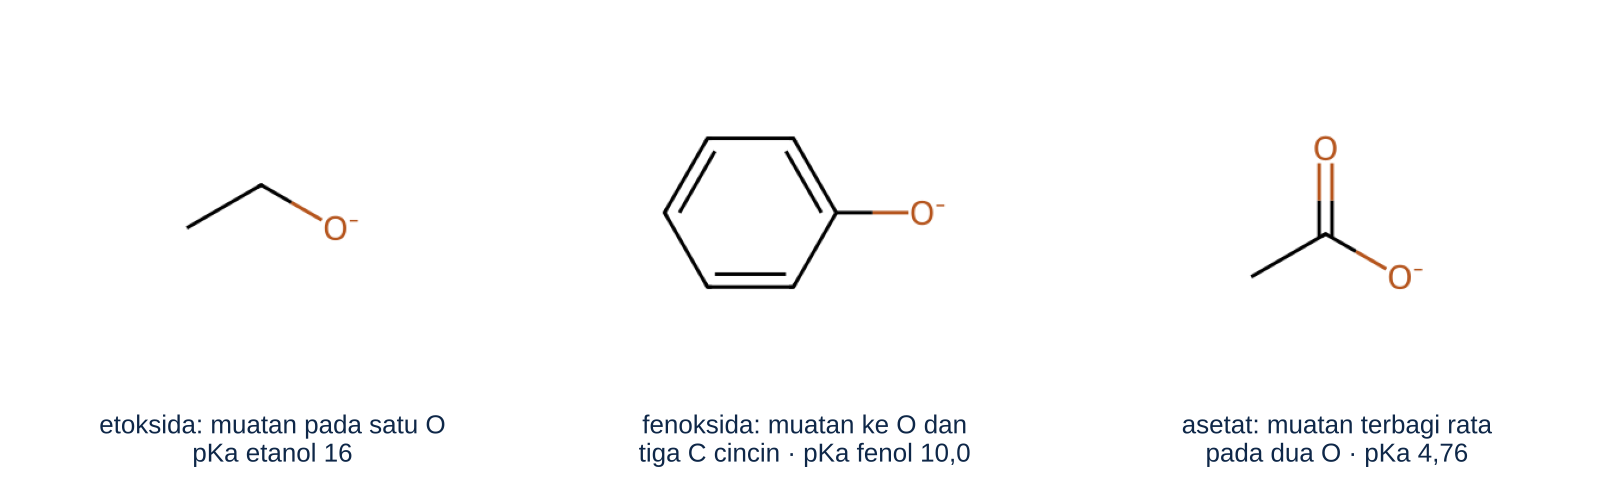 O⁻
O⁻
O
O⁻
etoksida: muatan pada satu O
pKa etanol 16
fenoksida: muatan ke O dan
tiga C cincin · pKa fenol 10,0
asetat: muatan terbagi rata
pada dua O · pKa 4,76